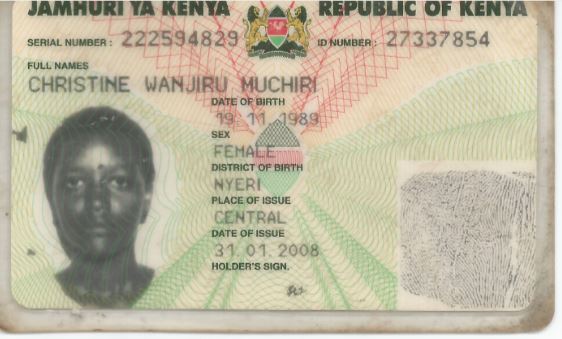 JAMHURI YA KENYA REPUBLIC OF KENYA
SERIAL NUMBER : 222594829 ID NUMBER : 27337854
FULL NAMES
CHRISTINE WANJIRU MUCHIRI
DATE OF BIRTH
19 11 1989
SEX
FEMALE
DISTRICT OF BIRTH
NYERI
PLACE OF ISSUE
CENTRAL
DATE OF ISSUE
31.01.2008
HOLDER'S SIGN.